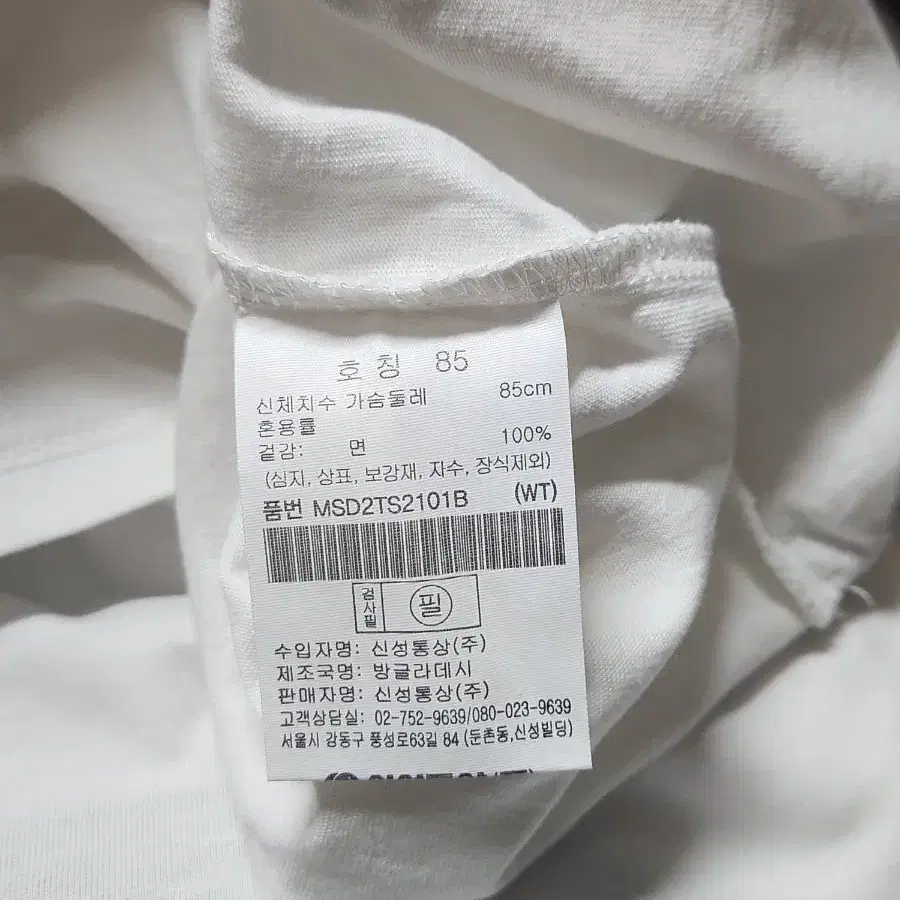 호칭 85
신체치수 가슴둘레 85cm
혼용률
겉감: 면 100%
(심지, 상표, 보강재, 자수, 장식제외)
품번 MSD2TS2101B (WT)
검사필 필
수입자명: 신성통상(주)
제조국명: 방글라데시
판매자명: 신성통상(주)
고객상담실: 02-752-9639/080-023-9639
서울시 강동구 풍성로63길 84 (둔촌동,신성빌딩)